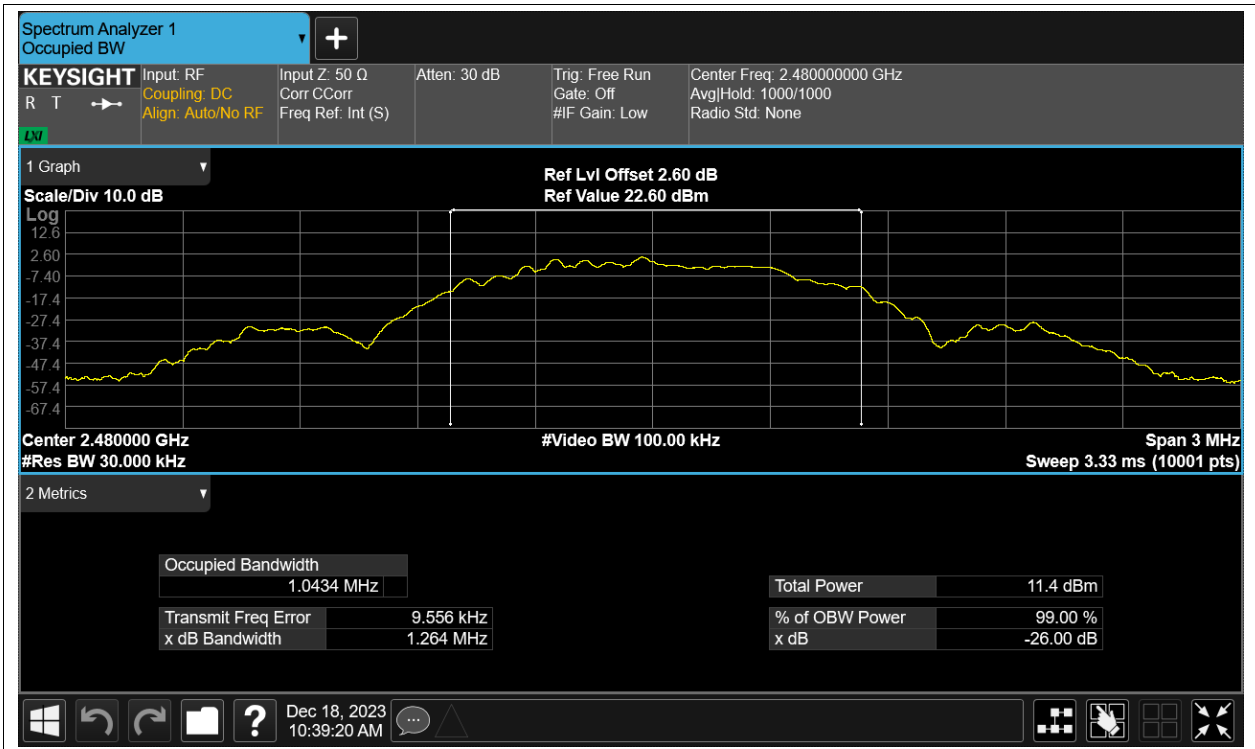 Spectrum Analyzer 1
Occupied BW
KEYSIGHT
R T
LXI
Input: RF
Coupling: DC
Align: Auto/No RF
Input Z: 50 Ω
Corr CCorr
Freq Ref: Int (S)
Atten: 30 dB
Trig: Free Run
Gate: Off
#IF Gain: Low
Center Freq: 2.480000000 GHz
Avg|Hold: 1000/1000
Radio Std: None
1 Graph
Scale/Div 10.0 dB
Ref Lvl Offset 2.60 dB
Ref Value 22.60 dBm
Log
12.6
2.60
-7.40
-17.4
-27.4
-37.4
-47.4
-57.4
-67.4
Center 2.480000 GHz
#Res BW 30.000 kHz
#Video BW 100.00 kHz
Span 3 MHz
Sweep 3.33 ms (10001 pts)
2 Metrics
Occupied Bandwidth
1.0434 MHz
Transmit Freq Error 9.556 kHz
x dB Bandwidth 1.264 MHz
Total Power 11.4 dBm
% of OBW Power 99.00 %
x dB -26.00 dB
?
Dec 18, 2023
10:39:20 AM